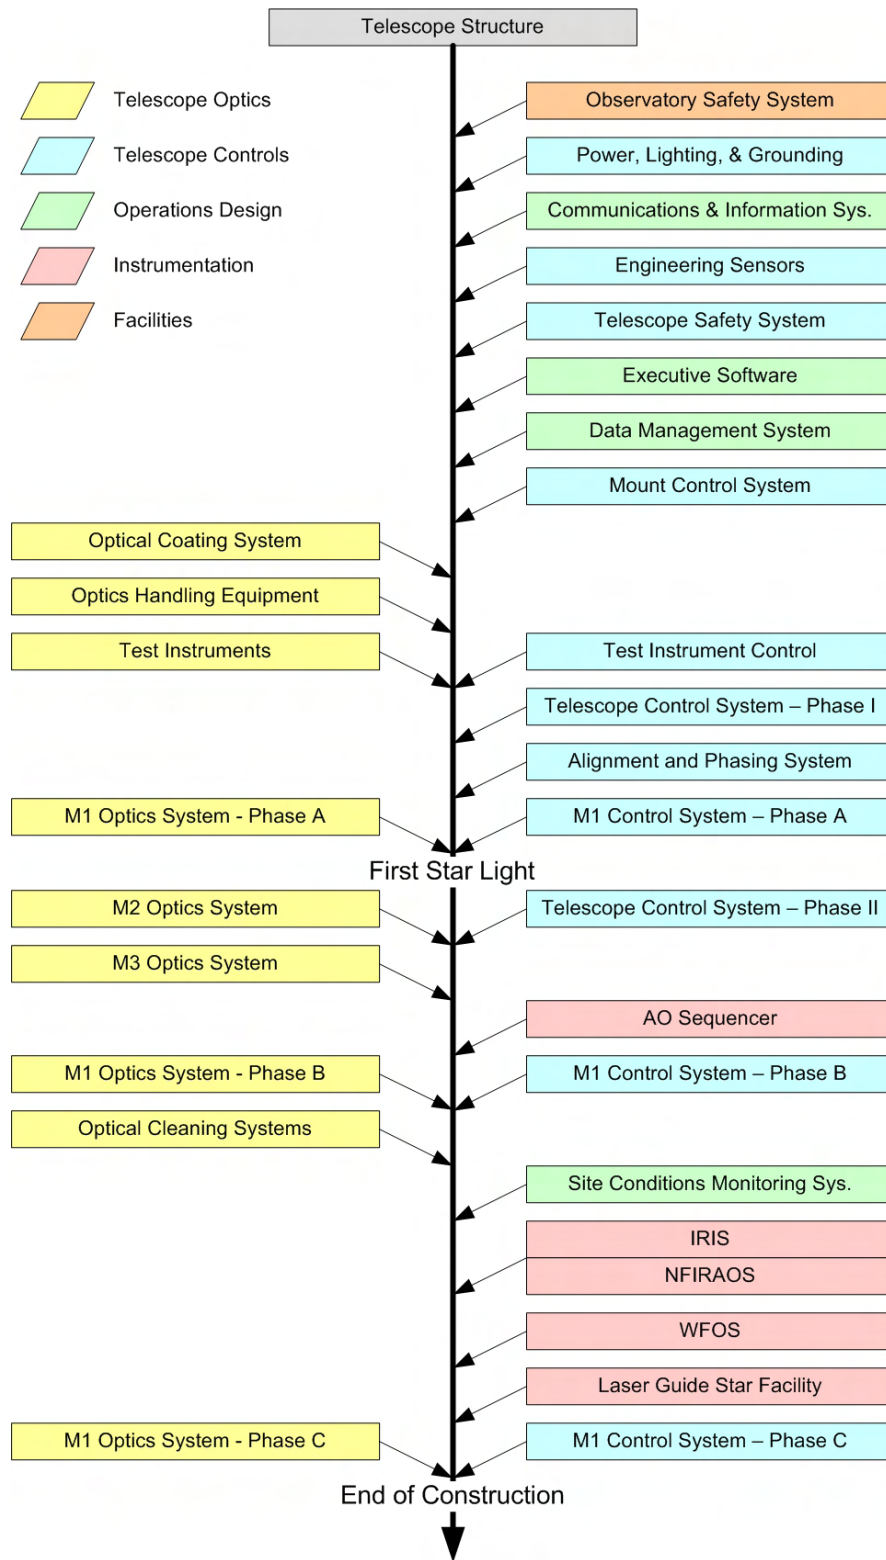 Telescope Structure
Telescope Optics
Telescope Controls
Operations Design
Instrumentation
Facilities
Observatory Safety System
Power, Lighting, & Grounding
Communications & Information Sys.
Engineering Sensors
Telescope Safety System
Executive Software
Data Management System
Mount Control System
Optical Coating System
Optics Handling Equipment
Test Instruments
Test Instrument Control
Telescope Control System – Phase I
Alignment and Phasing System
M1 Optics System - Phase A
M1 Control System – Phase A
First Star Light
M2 Optics System
Telescope Control System – Phase II
M3 Optics System
AO Sequencer
M1 Optics System - Phase B
M1 Control System – Phase B
Optical Cleaning Systems
Site Conditions Monitoring Sys.
IRIS
NFIRAOS
WFOS
Laser Guide Star Facility
M1 Optics System - Phase C
M1 Control System – Phase C
End of Construction